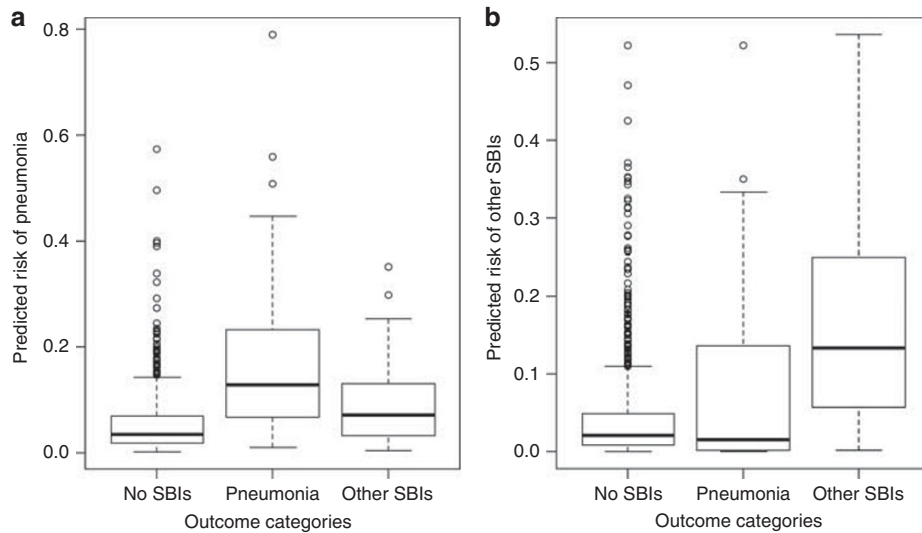 a
Predicted risk of pneumonia
0.8
0.6
0.4
0.2
0.0
No SBIs Pneumonia Other SBIs
Outcome categories
b
Predicted risk of other SBIs
0.5
0.4
0.3
0.2
0.1
0.0
No SBIs Pneumonia Other SBIs
Outcome categories